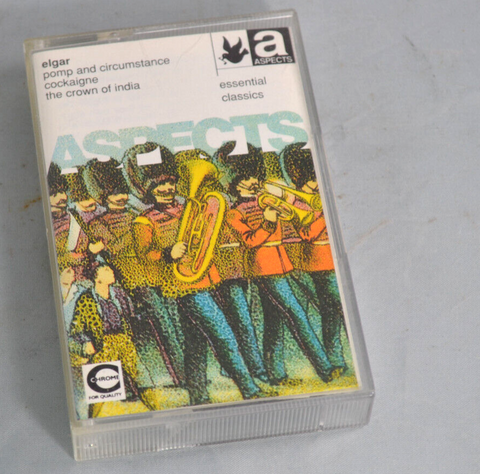 elgar
pomp and circumstance
cockaigne
the crown of india
a
ASPECTS
essential
classics
ASPECTS
CHROME
FOR QUALITY